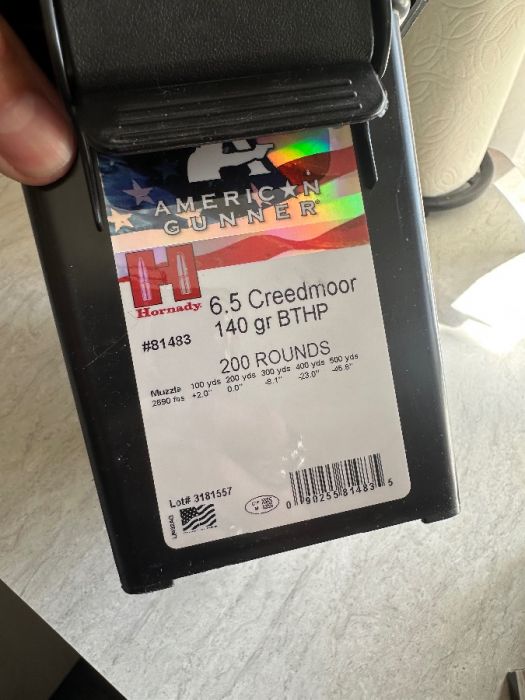 AMERICAN
GUNNER®
H
Hornady
6.5 Creedmoor
140 gr BTHP
#81483
200 ROUNDS
Muzzle 100 yds 200 yds 300 yds 400 yds 500 yds
2690 fps +2.0" 0.0" -8.1" -23.0" -45.6"
Lot# 3181557
0 90255 81483 5